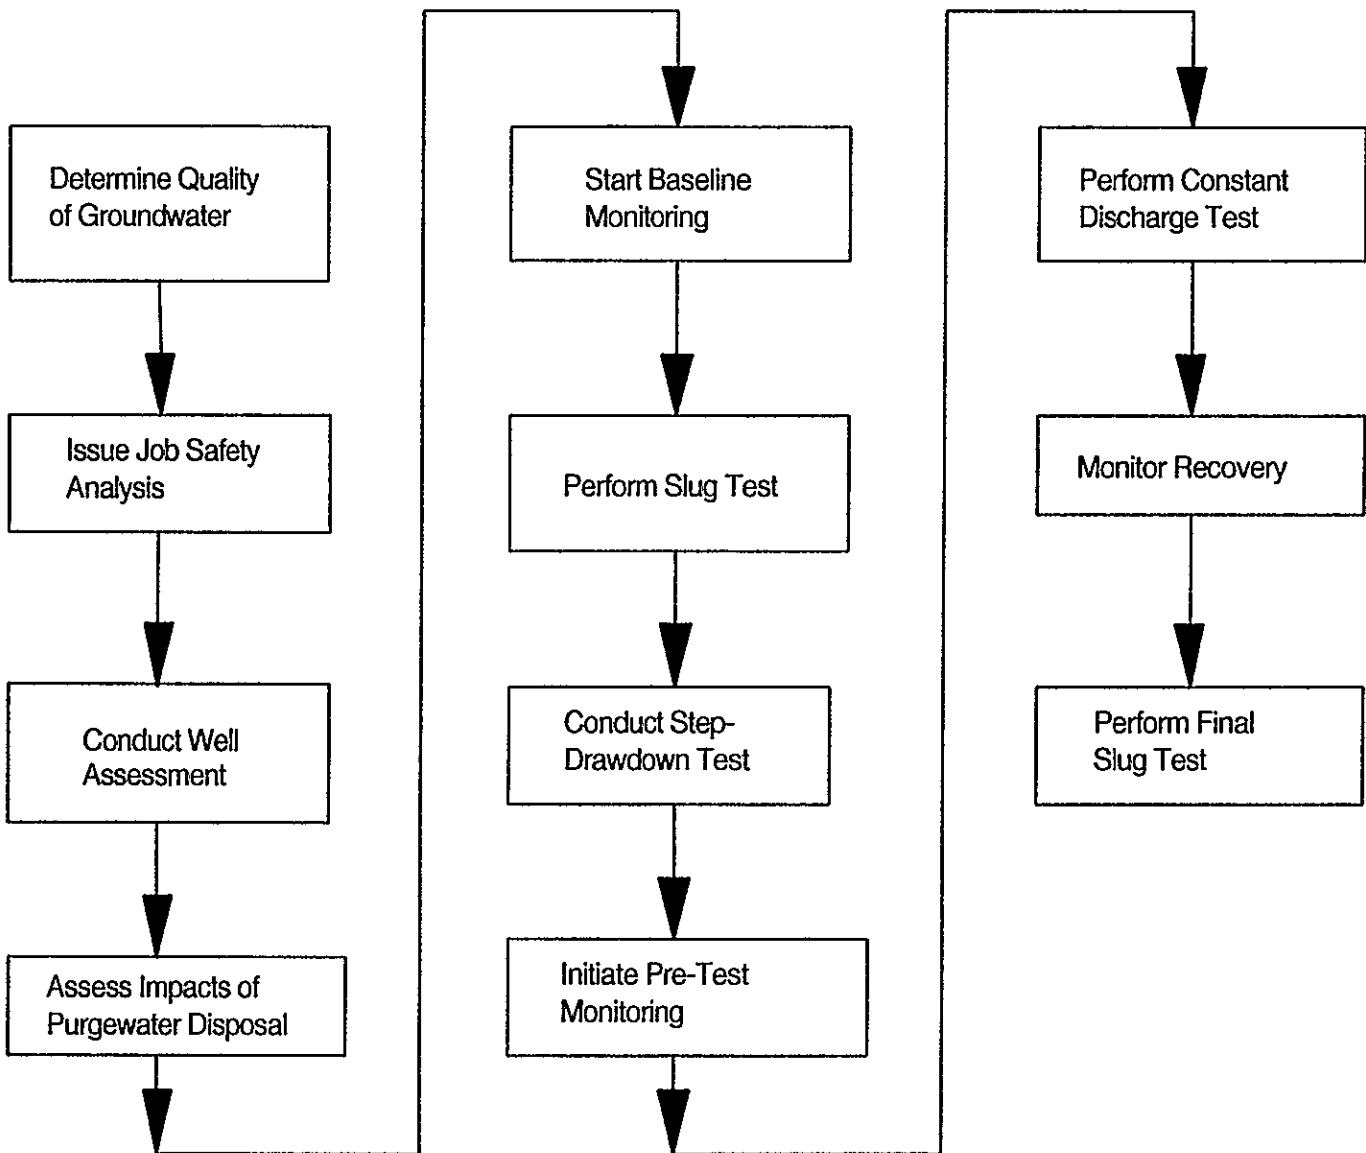 Determine Quality
of Groundwater
Issue Job Safety
Analysis
Conduct Well
Assessment
Assess Impacts of
Purgewater Disposal
Start Baseline
Monitoring
Perform Slug Test
Conduct Step-
Drawdown Test
Initiate Pre-Test
Monitoring
Perform Constant
Discharge Test
Monitor Recovery
Perform Final
Slug Test